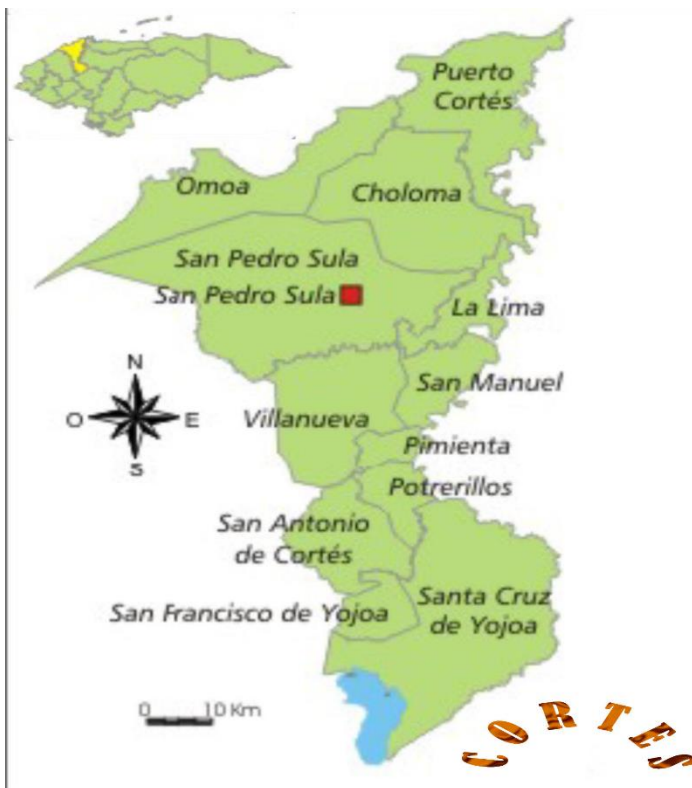 Puerto
Cortés
Omoa
Choloma
San Pedro Sula
San Pedro Sula
La Lima
N
O
E
S
San Manuel
Villanueva
Pimienta
Potrerillos
San Antonio
de Cortés
San Francisco de Yojoa
Santa Cruz
de Yojoa
0 10 Km
CORTES